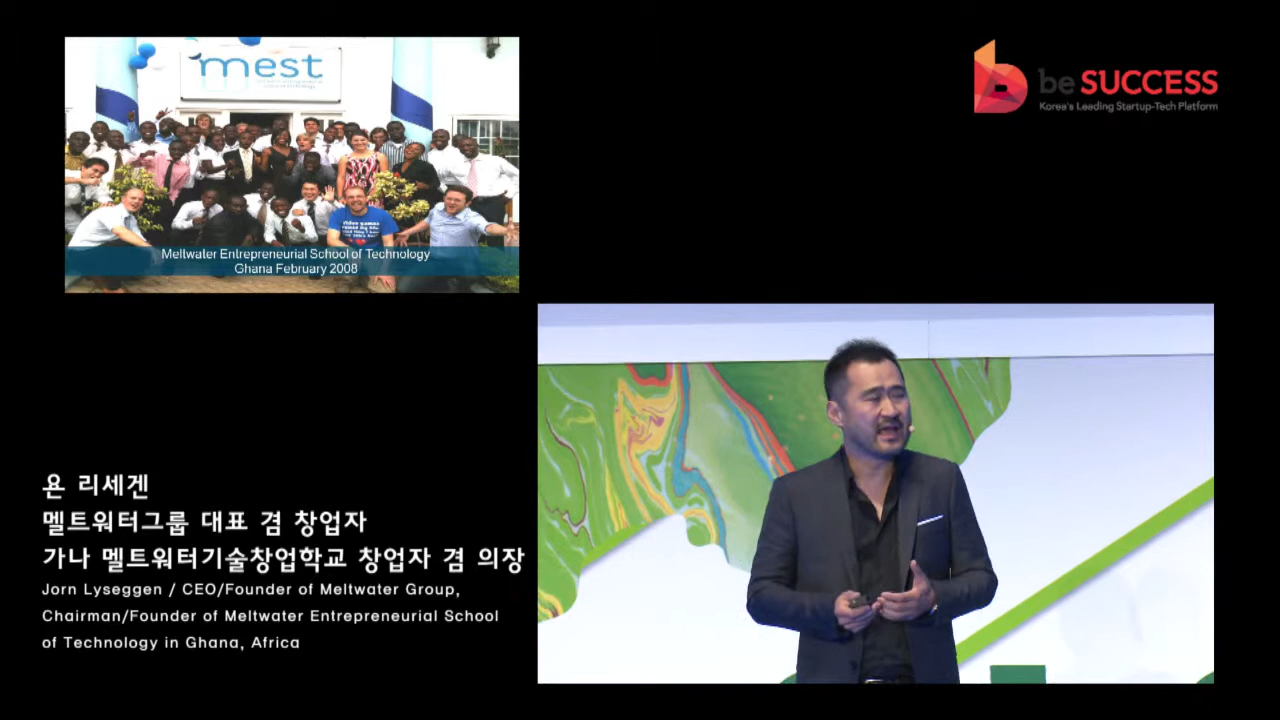 mest
be SUCCESS
Korea's Leading Startup-Tech Platform
Meltwater Entrepreneurial School of Technology
Ghana February 2008
욘 리세겐
멜트워터그룹 대표 겸 창업자
가나 멜트워터기술창업학교 창업자 겸 의장
Jorn Lyseggen / CEO/Founder of Meltwater Group,
Chairman/Founder of Meltwater Entrepreneurial School
of Technology in Ghana, Africa